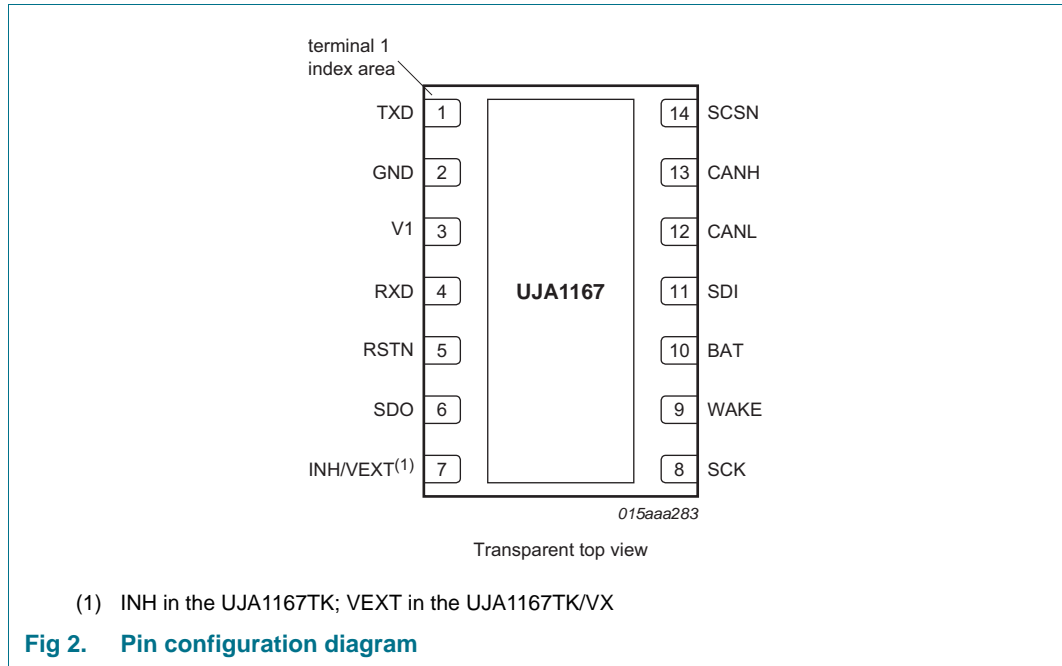 terminal 1
index area
TXD 1 14 SCSN
GND 2 13 CANH
V1 3 12 CANL
RXD 4 UJA1167 11 SDI
RSTN 5 10 BAT
SDO 6 9 WAKE
INH/VEXT(1) 7 8 SCK
015aaa283
Transparent top view
(1) INH in the UJA1167TK; VEXT in the UJA1167TK/VX
Fig 2. Pin configuration diagram